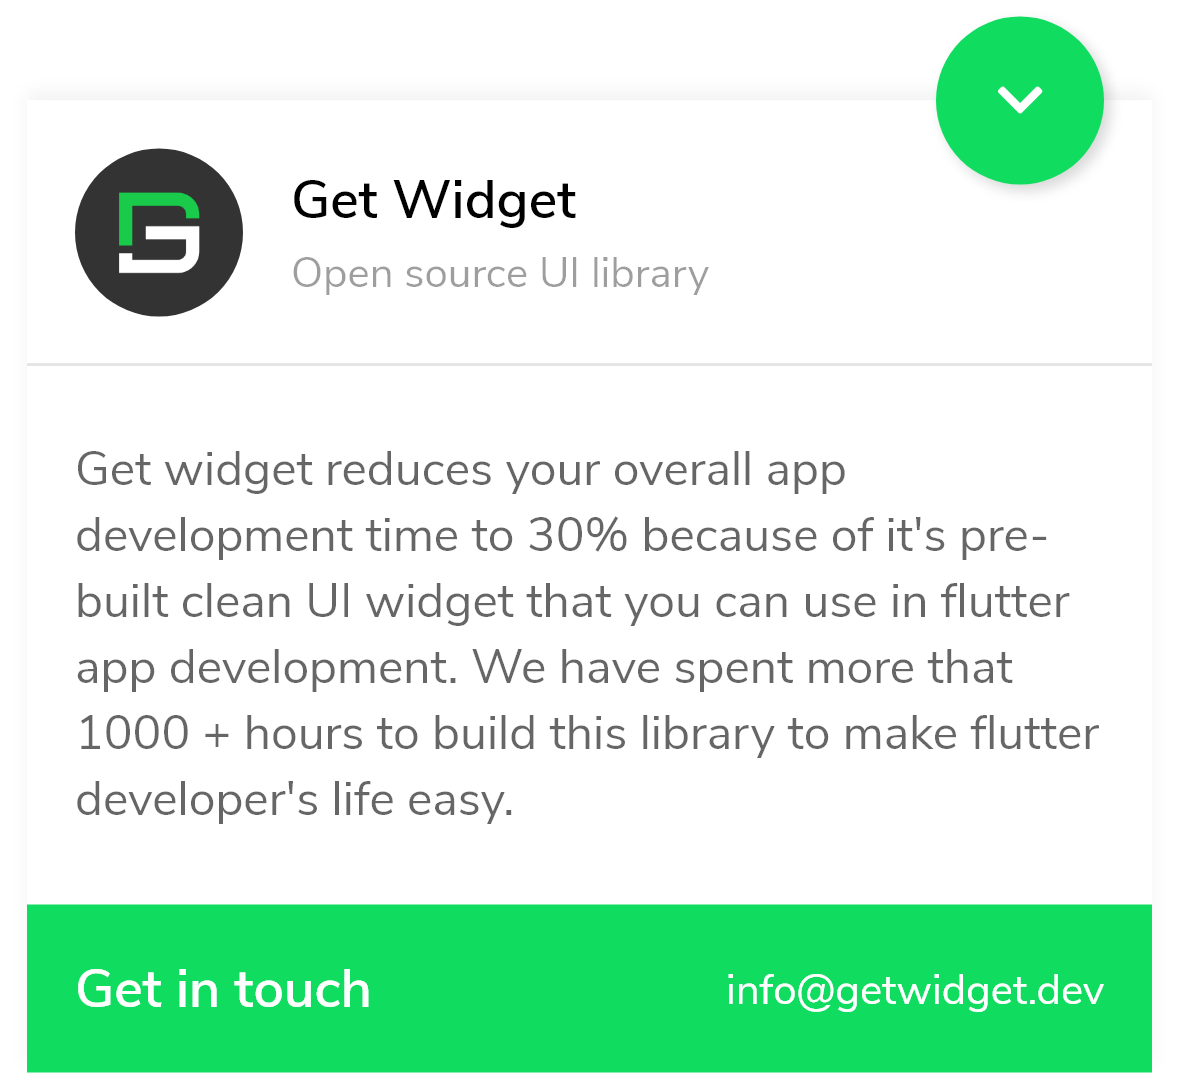 Get Widget
Open source UI library
Get widget reduces your overall app
development time to 30% because of it's pre-
built clean UI widget that you can use in flutter
app development. We have spent more that
1000 + hours to build this library to make flutter
developer's life easy.
Get in touch
info@getwidget.dev